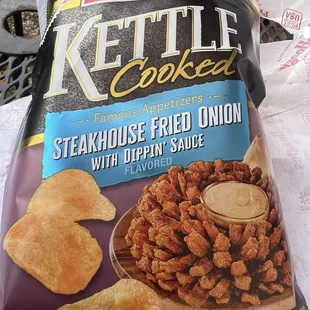 KETTLE
Cooked
Famous Appetizers
STEAKHOUSE FRIED ONION
WITH DIPPIN' SAUCE
FLAVORED